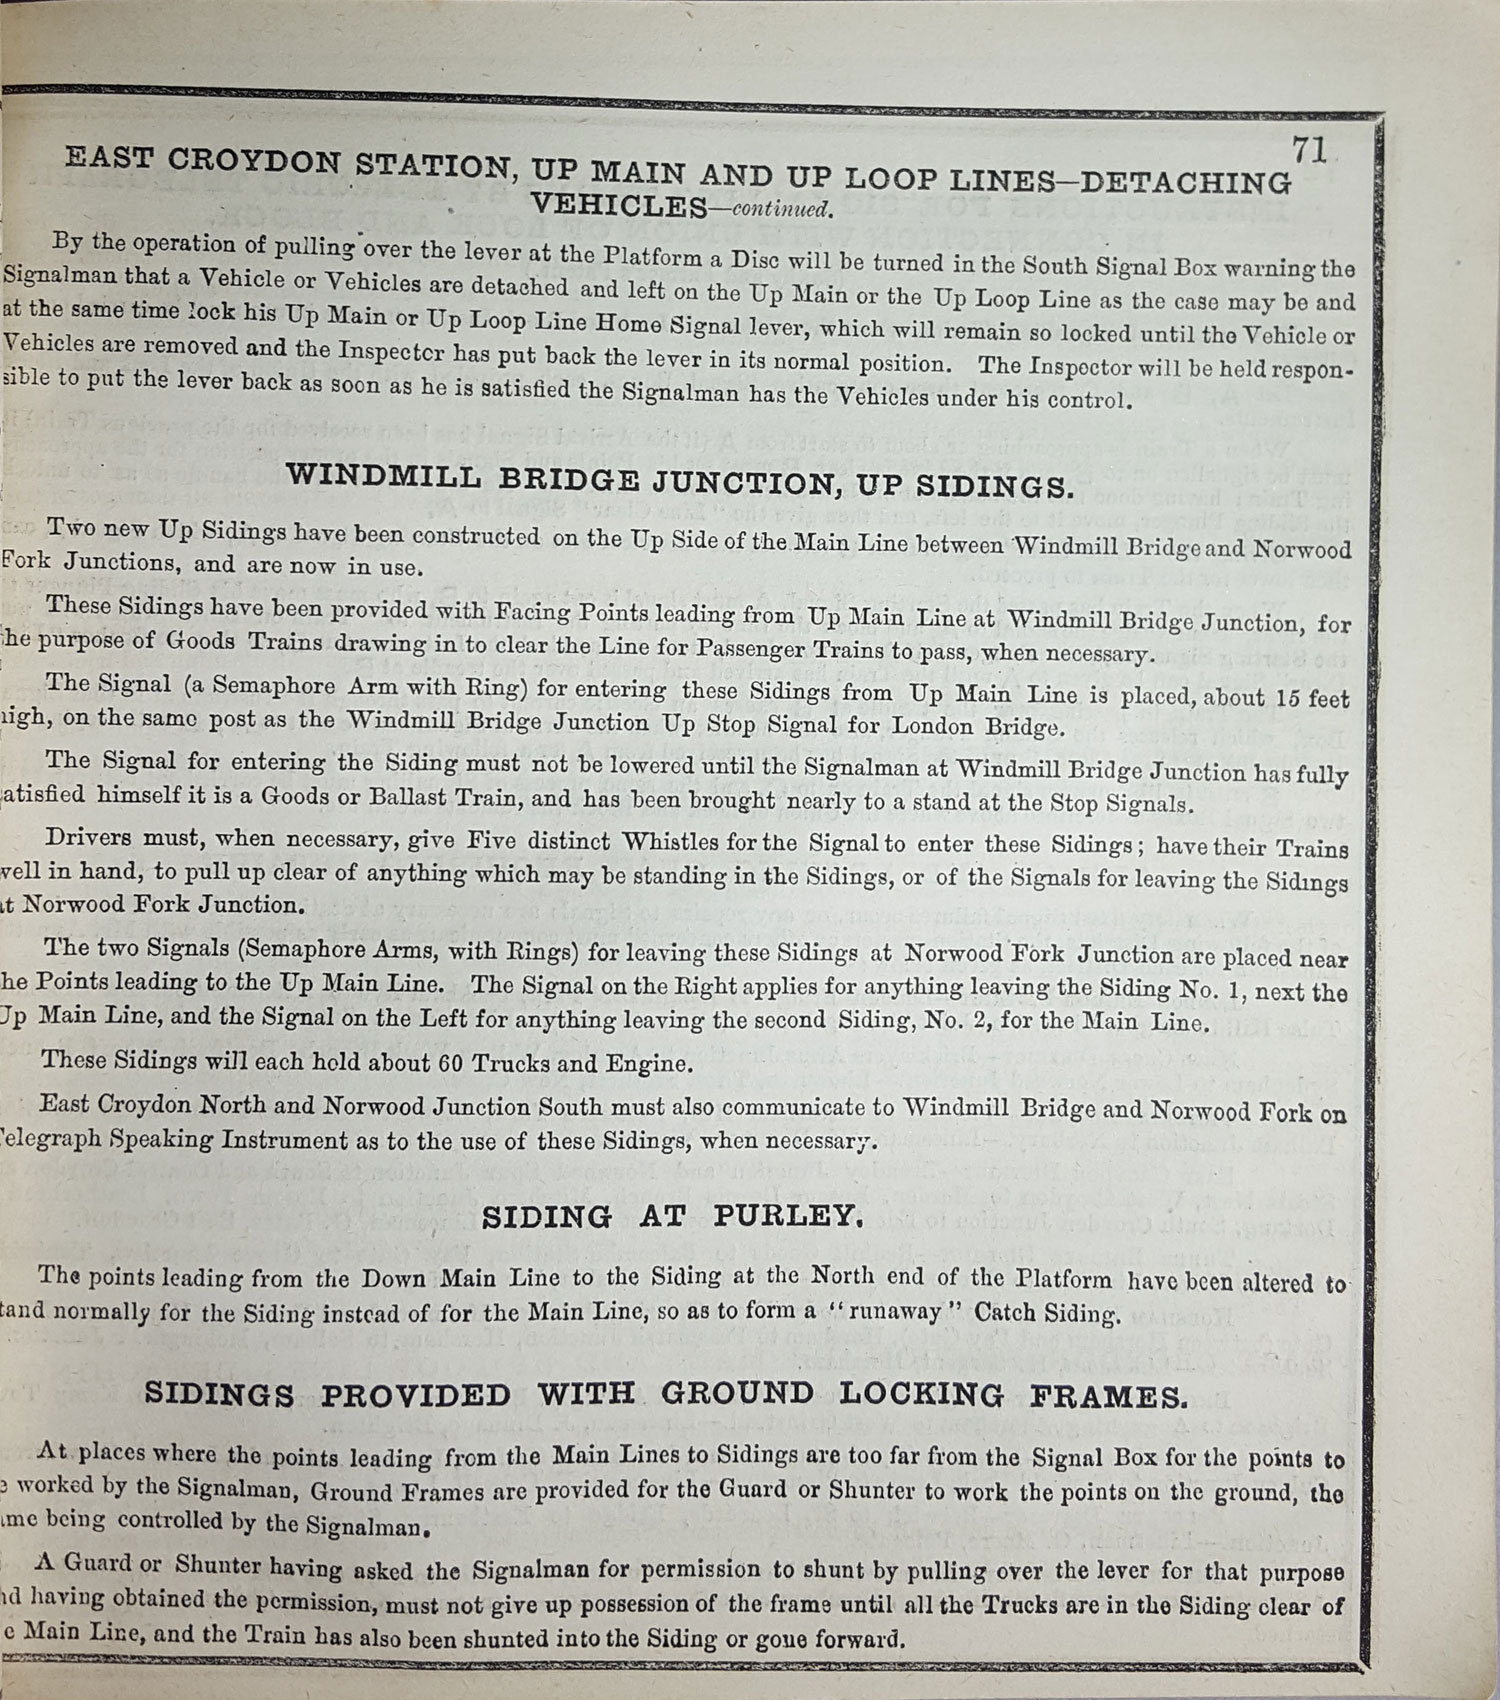 71
EAST CROYDON STATION, UP MAIN AND UP LOOP LINES—DETACHING
VEHICLES—continued.
By the operation of pulling over the lever at the Platform a Disc will be turned in the South Signal Box warning the
Signalman that a Vehicle or Vehicles are detached and left on the Up Main or the Up Loop Line as the case may be and
at the same time lock his Up Main or Up Loop Line Home Signal lever, which will remain so locked until the Vehicle or
Vehicles are removed and the Inspector has put back the lever in its normal position. The Inspector will be held respon-
sible to put the lever back as soon as he is satisfied the Signalman has the Vehicles under his control.
WINDMILL BRIDGE JUNCTION, UP SIDINGS.
Two new Up Sidings have been constructed on the Up Side of the Main Line between Windmill Bridge and Norwood
Fork Junctions, and are now in use.
These Sidings have been provided with Facing Points leading from Up Main Line at Windmill Bridge Junction, for
he purpose of Goods Trains drawing in to clear the Line for Passenger Trains to pass, when necessary.
The Signal (a Semaphore Arm with Ring) for entering these Sidings from Up Main Line is placed, about 15 feet
igh, on the same post as the Windmill Bridge Junction Up Stop Signal for London Bridge.
The Signal for entering the Siding must not be lowered until the Signalman at Windmill Bridge Junction has fully
atisfied himself it is a Goods or Ballast Train, and has been brought nearly to a stand at the Stop Signals.
Drivers must, when necessary, give Five distinct Whistles for the Signal to enter these Sidings; have their Trains
well in hand, to pull up clear of anything which may be standing in the Sidings, or of the Signals for leaving the Sidings
at Norwood Fork Junction.
The two Signals (Semaphore Arms, with Rings) for leaving these Sidings at Norwood Fork Junction are placed near
he Points leading to the Up Main Line. The Signal on the Right applies for anything leaving the Siding No. 1, next the
Up Main Line, and the Signal on the Left for anything leaving the second Siding, No. 2, for the Main Line.
These Sidings will each hold about 60 Trucks and Engine.
East Croydon North and Norwood Junction South must also communicate to Windmill Bridge and Norwood Fork on
elegraph Speaking Instrument as to the use of these Sidings, when necessary.
SIDING AT PURLEY.
The points leading from the Down Main Line to the Siding at the North end of the Platform have been altered to
tand normally for the Siding instead of for the Main Line, so as to form a "runaway" Catch Siding.
SIDINGS PROVIDED WITH GROUND LOCKING FRAMES.
At places where the points leading from the Main Lines to Sidings are too far from the Signal Box for the points to
e worked by the Signalman, Ground Frames are provided for the Guard or Shunter to work the points on the ground, the
ame being controlled by the Signalman.
A Guard or Shunter having asked the Signalman for permission to shunt by pulling over the lever for that purpose
nd having obtained the permission, must not give up possession of the frame until all the Trucks are in the Siding clear of
e Main Line, and the Train has also been shunted into the Siding or gone forward.